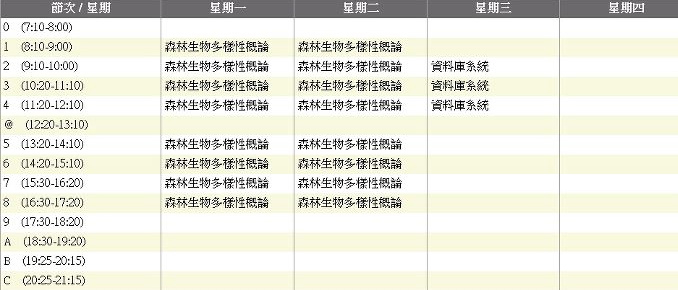 節次 / 星期 星期一 星期二 星期三 星期四
0 (7:10-8:00)
1 (8:10-9:00) 森林生物多樣性概論 森林生物多樣性概論
2 (9:10-10:00) 森林生物多樣性概論 森林生物多樣性概論 資料庫系統
3 (10:20-11:10) 森林生物多樣性概論 森林生物多樣性概論 資料庫系統
4 (11:20-12:10) 森林生物多樣性概論 森林生物多樣性概論 資料庫系統
@ (12:20-13:10)
5 (13:20-14:10) 森林生物多樣性概論 森林生物多樣性概論
6 (14:20-15:10) 森林生物多樣性概論 森林生物多樣性概論
7 (15:30-16:20) 森林生物多樣性概論 森林生物多樣性概論
8 (16:30-17:20) 森林生物多樣性概論 森林生物多樣性概論
9 (17:30-18:20)
A (18:30-19:20)
B (19:25-20:15)
C (20:25-21:15)